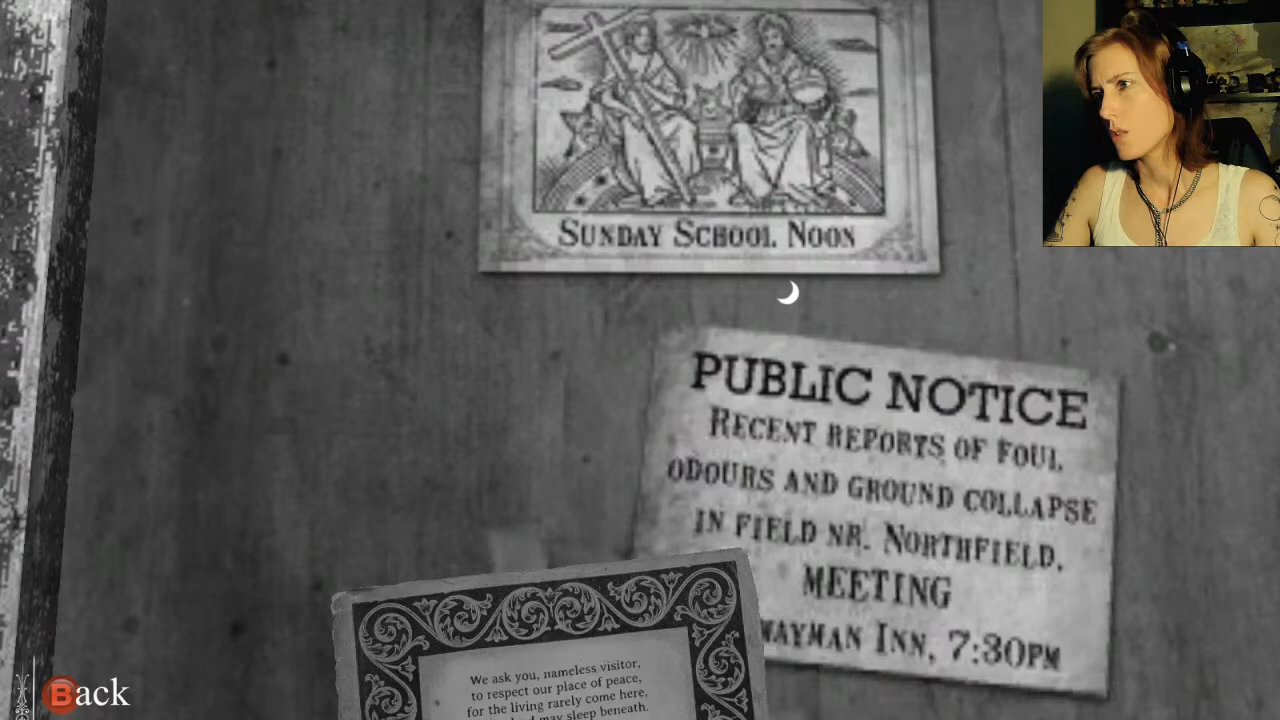 SUNDAY SCHOOL NOON
PUBLIC NOTICE
RECENT REPORTS OF FOUL
ODOURS AND GROUND COLLAPSE
IN FIELD NR. NORTHFIELD.
MEETING
WAYMAN INN, 7:30PM
We ask you, nameless visitor,
to respect our place of peace,
for the living rarely come here,
may sleep beneath.
Back